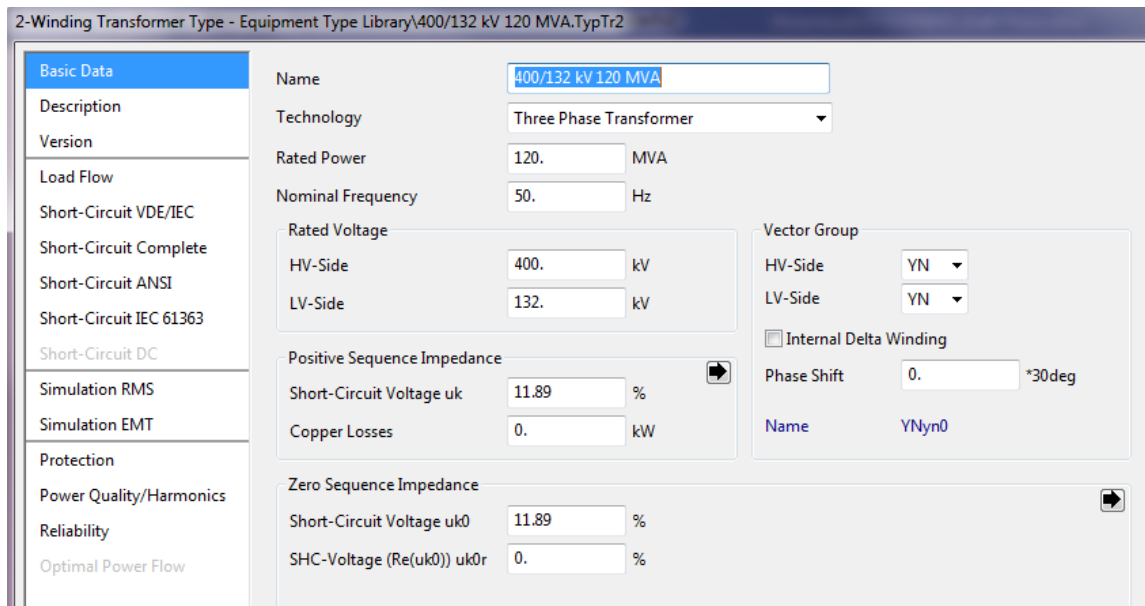 2-Winding Transformer Type - Equipment Type Library\400/132 kV 120 MVA.TypTr2
Basic Data
Description
Version
Load Flow
Short-Circuit VDE/IEC
Short-Circuit Complete
Short-Circuit ANSI
Short-Circuit IEC 61363
Short-Circuit DC
Simulation RMS
Simulation EMT
Protection
Power Quality/Harmonics
Reliability
Optimal Power Flow
Name 400/132 kV 120 MVA
Technology Three Phase Transformer
Rated Power 120. MVA
Nominal Frequency 50. Hz
Rated Voltage
HV-Side 400. kV
LV-Side 132. kV
Vector Group
HV-Side YN
LV-Side YN
Internal Delta Winding
Phase Shift 0. *30deg
Name YNyn0
Positive Sequence Impedance
Short-Circuit Voltage uk 11.89 %
Copper Losses 0. kW
Zero Sequence Impedance
Short-Circuit Voltage uk0 11.89 %
SHC-Voltage (Re(uk0)) uk0r 0. %